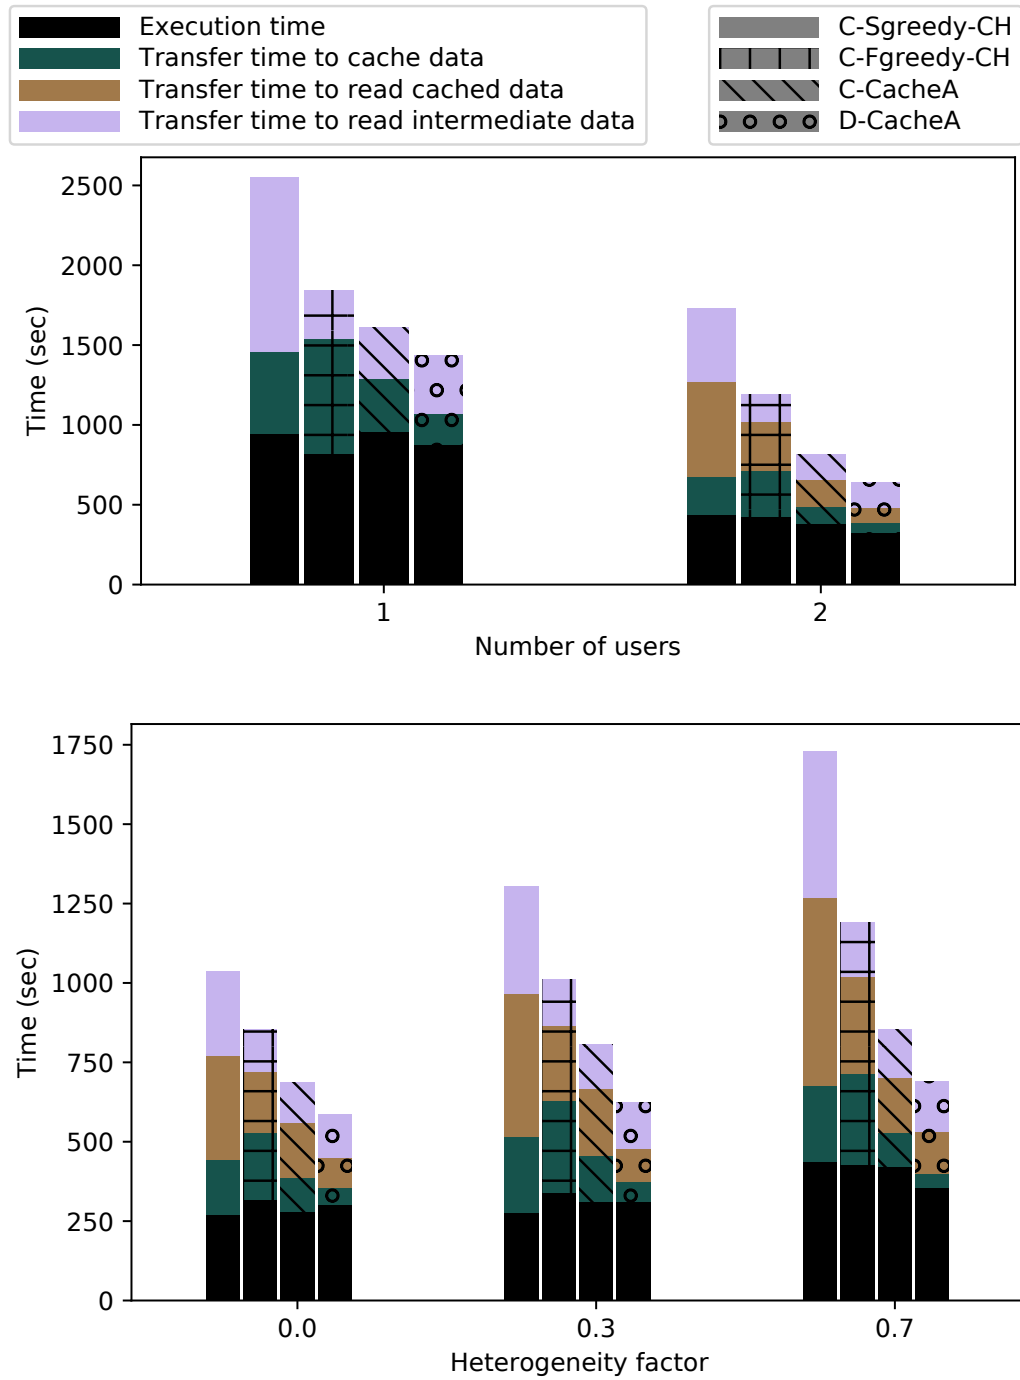 Execution time
Transfer time to cache data
Transfer time to read cached data
Transfer time to read intermediate data
C-Sgreedy-CH
C-Fgreedy-CH
C-CacheA
D-CacheA
2500
2000
1500
1000
500
0
Time (sec)
1 2
Number of users
1750
1500
1250
1000
750
500
250
0
Time (sec)
0.0 0.3 0.7
Heterogeneity factor